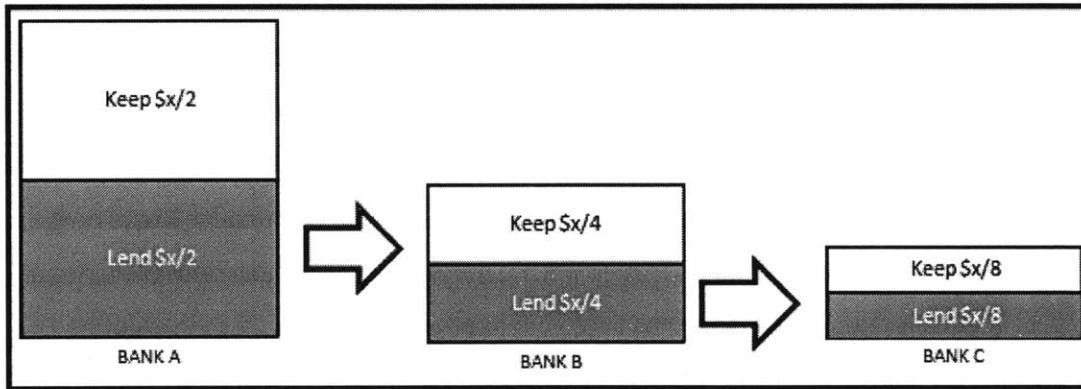 Keep $x/2
Lend $x/2
BANK A
Keep $x/4
Lend $x/4
BANK B
Keep $x/8
Lend $x/8
BANK C